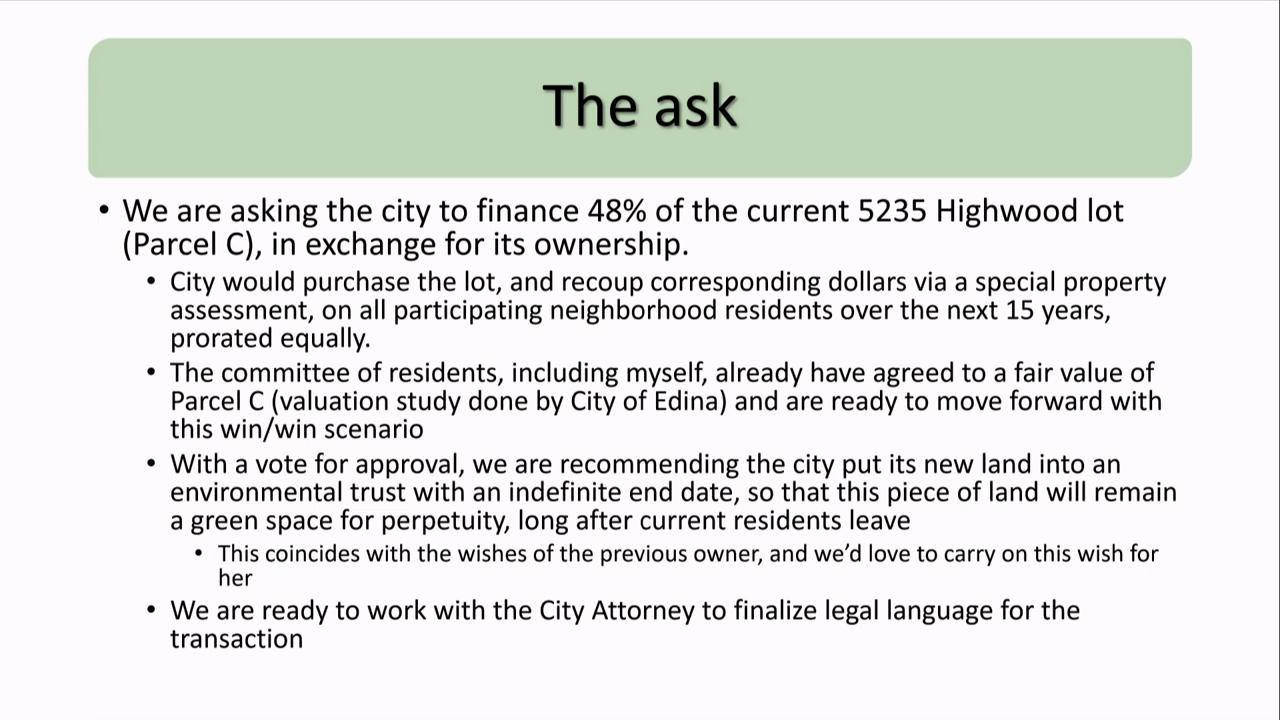 The ask
• We are asking the city to finance 48% of the current 5235 Highwood lot
(Parcel C), in exchange for its ownership.
• City would purchase the lot, and recoup corresponding dollars via a special property
assessment, on all participating neighborhood residents over the next 15 years,
prorated equally.
• The committee of residents, including myself, already have agreed to a fair value of
Parcel C (valuation study done by City of Edina) and are ready to move forward with
this win/win scenario
• With a vote for approval, we are recommending the city put its new land into an
environmental trust with an indefinite end date, so that this piece of land will remain
a green space for perpetuity, long after current residents leave
• This coincides with the wishes of the previous owner, and we’d love to carry on this wish for
her
• We are ready to work with the City Attorney to finalize legal language for the
transaction